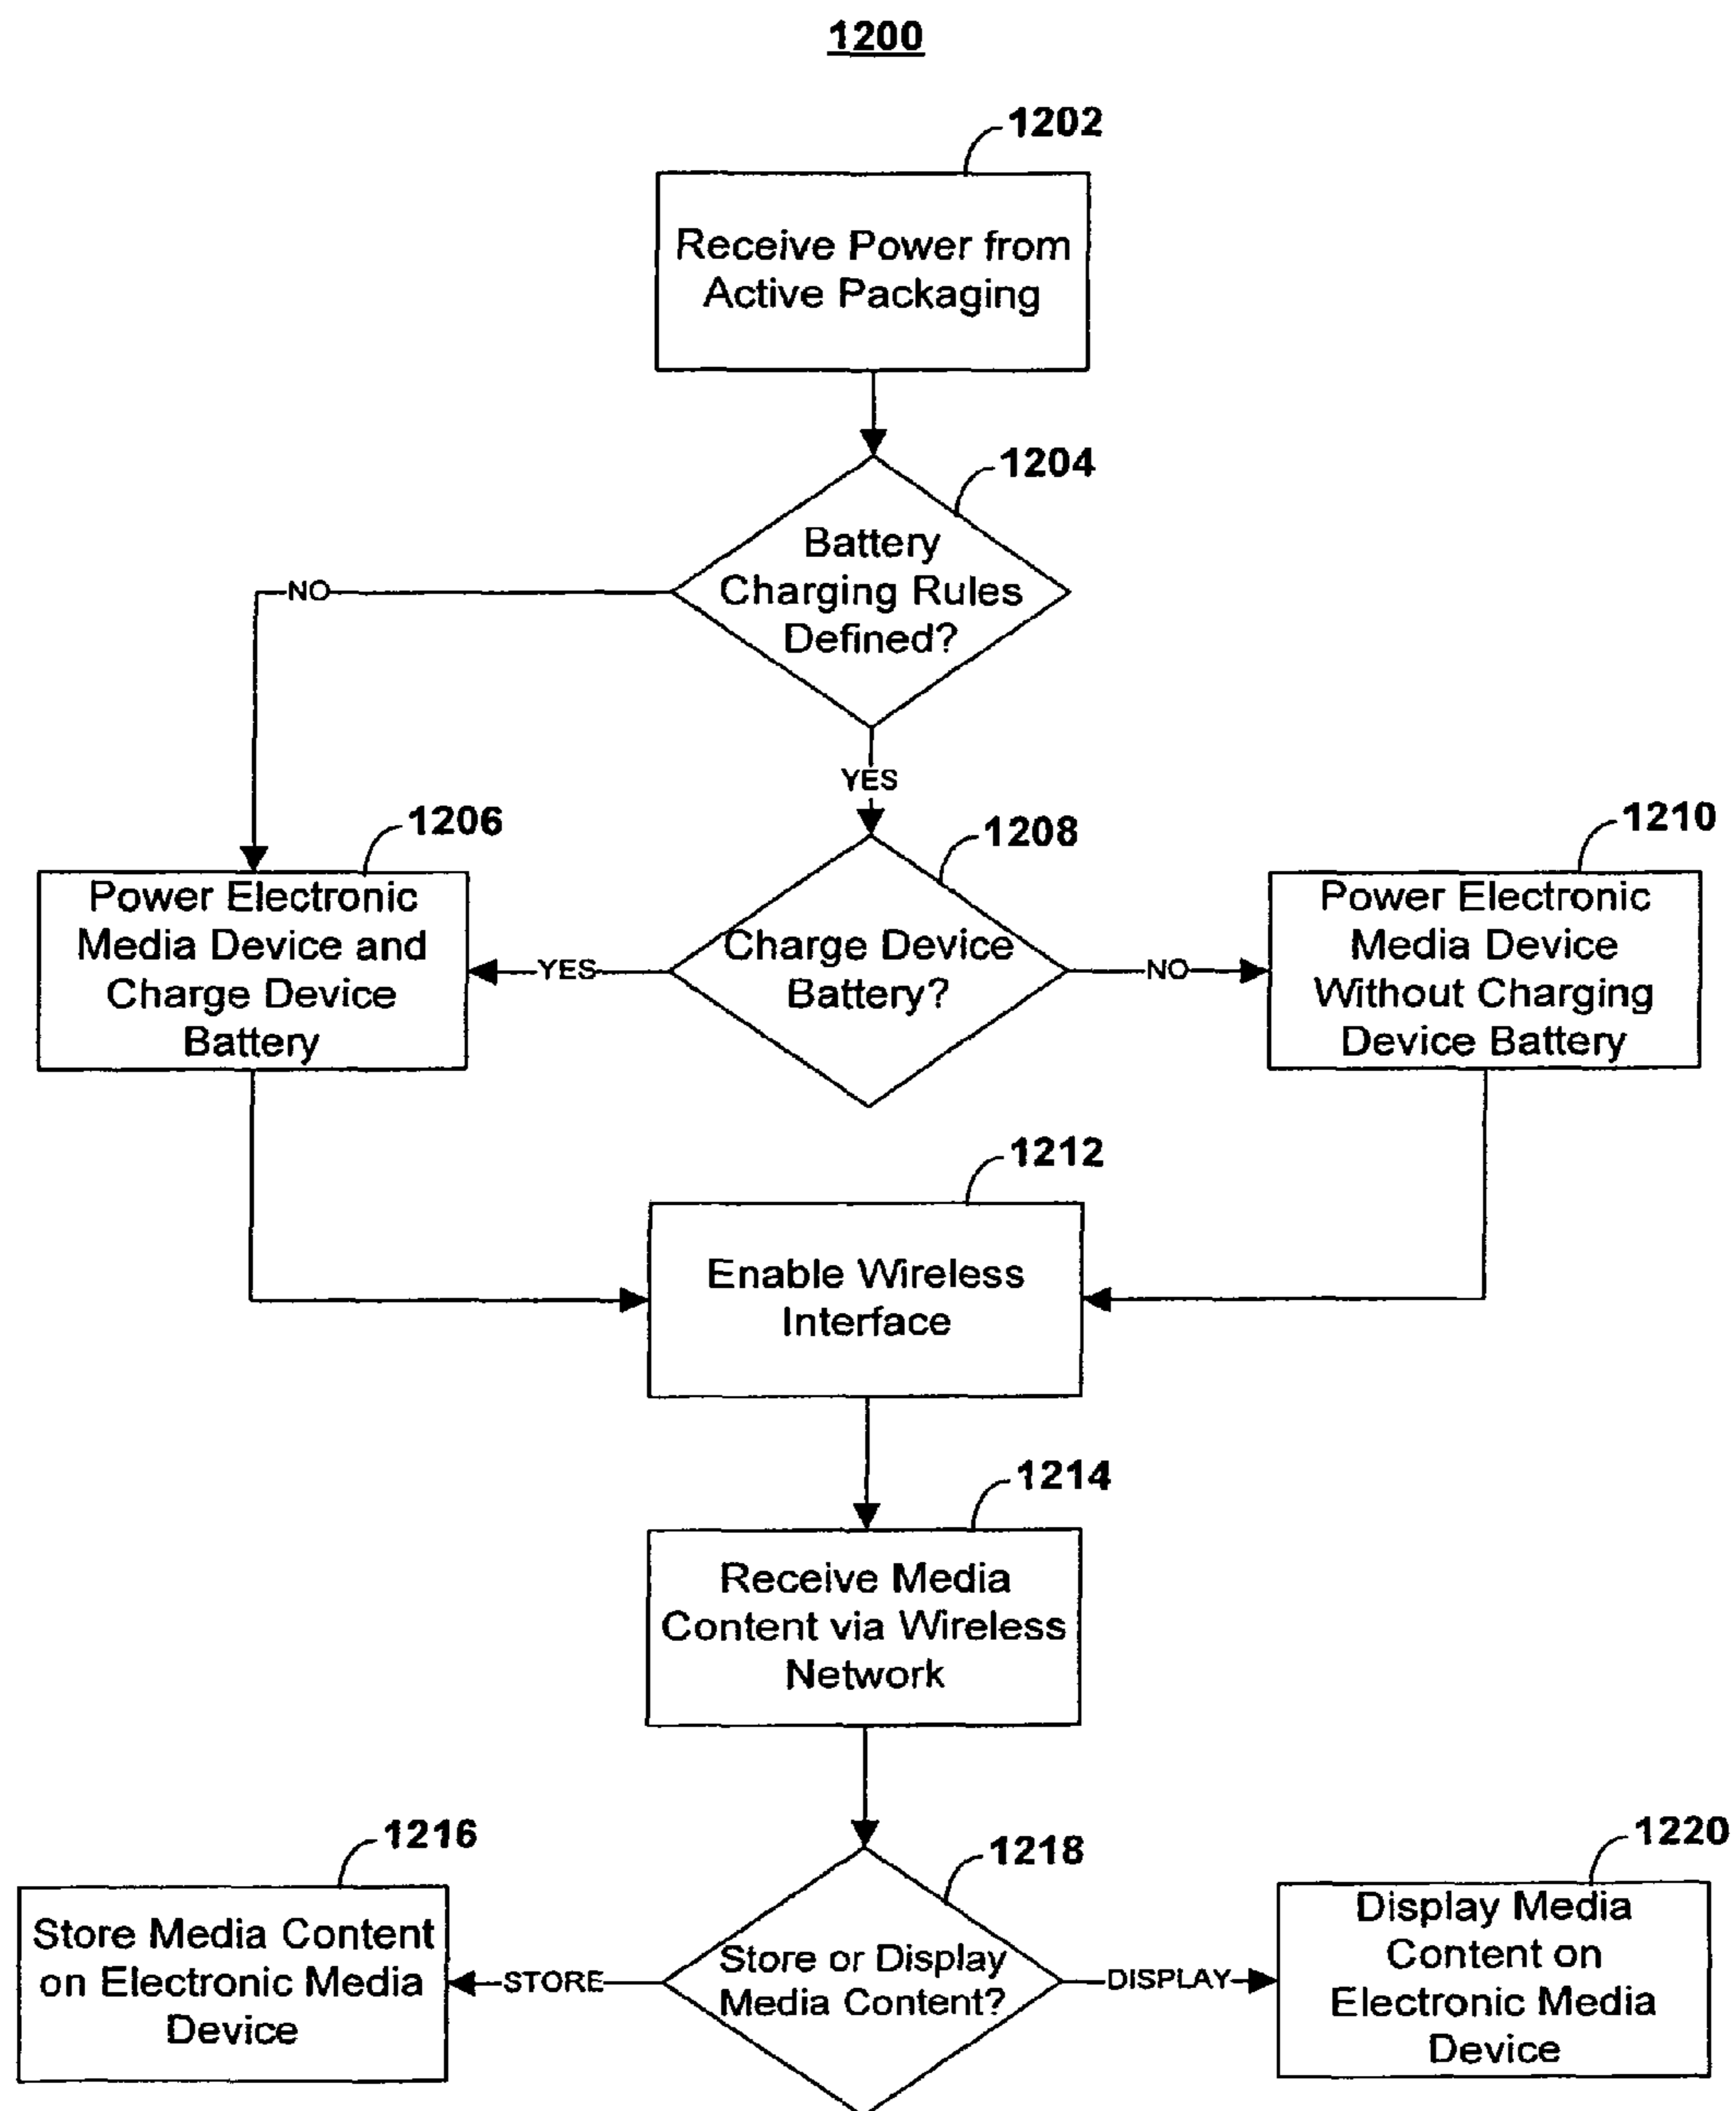 1200
1202
Receive Power from
Active Packaging
1204
Battery
Charging Rules
Defined?
NO
YES
1206
Power Electronic
Media Device and
Charge Device
Battery
1208
Charge Device
Battery?
YES
NO
1210
Power Electronic
Media Device
Without Charging
Device Battery
1212
Enable Wireless
Interface
1214
Receive Media
Content via Wireless
Network
1216
Store Media Content
on Electronic Media
Device
1218
Store or Display
Media Content?
STORE
DISPLAY
1220
Display Media
Content on
Electronic Media
Device